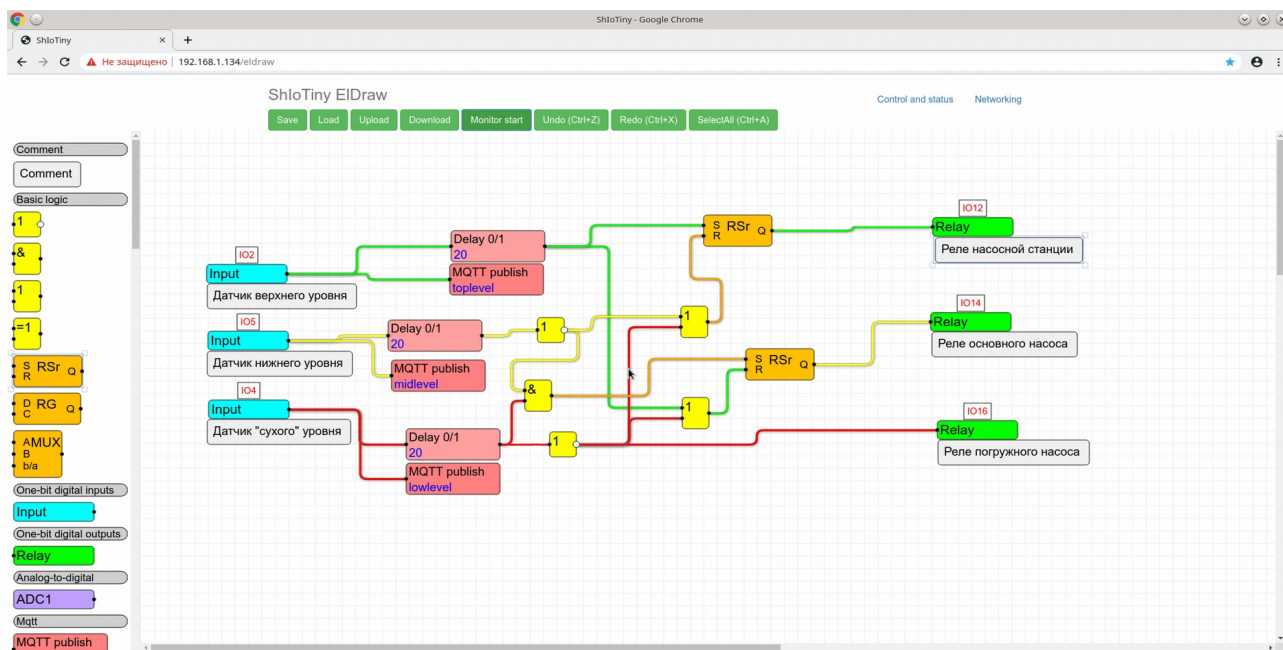 ShIoTiny - Google Chrome
ShIoTiny
Не защищено | 192.168.1.134/eldraw
ShIoTiny ElDraw
Control and status Networking
Save Load Upload Download Monitor start Undo (Ctrl+Z) Redo (Ctrl+X) SelectAll (Ctrl+A)
Comment
Comment
Basic logic
1
&
1
=1
S RSr Q
R
D RG Q
C
AMUX
B
b/a
One-bit digital inputs
Input
One-bit digital outputs
Relay
Analog-to-digital
ADC1
Mqtt
MQTT publish
IO2
Input
Датчик верхнего уровня
IO5
Input
Датчик нижнего уровня
IO4
Input
Датчик "сухого" уровня
Delay 0/1
20
MQTT publish
toplevel
Delay 0/1
20
MQTT publish
midlevel
Delay 0/1
20
MQTT publish
lowlevel
1
&
1
1
1
S RSr Q
R
S RSr Q
R
IO12
Relay
Реле насосной станции
IO14
Relay
Реле основного насоса
IO16
Relay
Реле погружного насоса